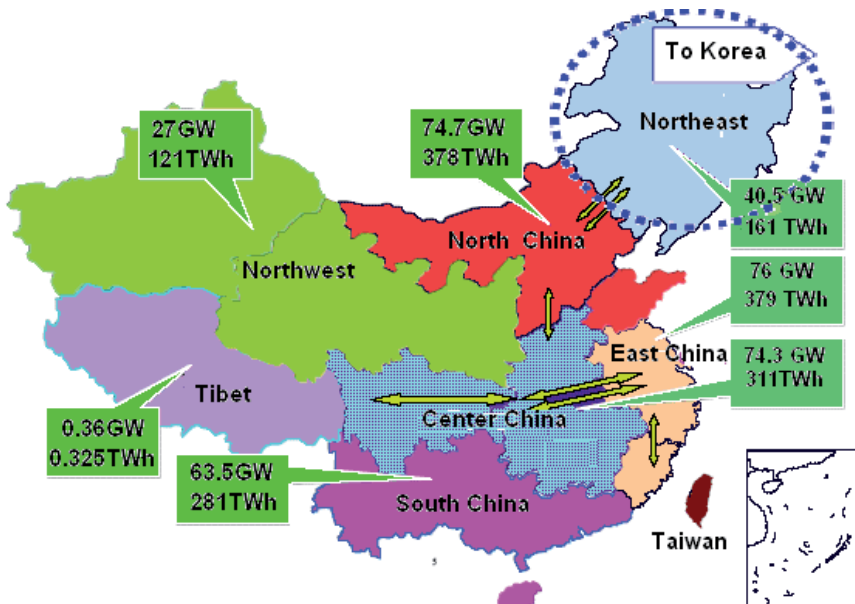 To Korea
27GW
121TWh
74.7GW
378TWh
Northeast
40.5 GW
161 TWh
North China
Northwest
76 GW
379 TWh
East China
74.3 GW
311TWh
Tibet
Center China
0.36GW
0.325TWh
63.5GW
281TWh
South China
Taiwan
5